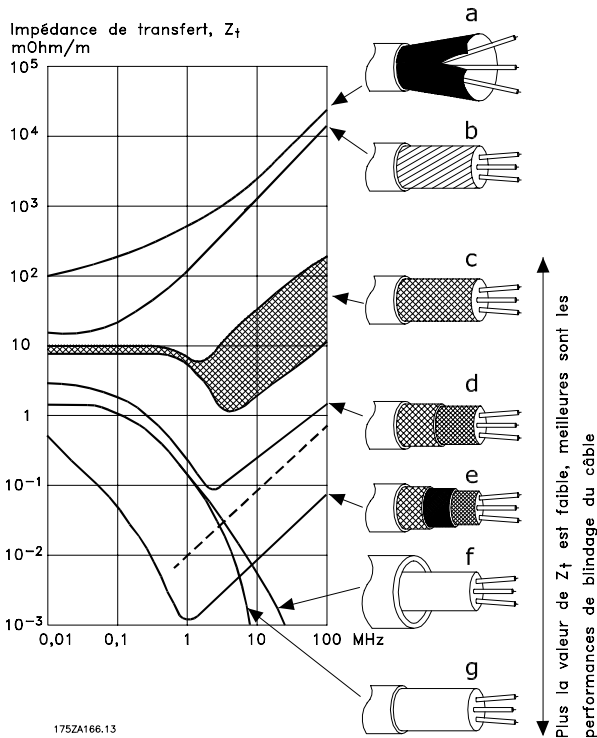 Impédance de transfert, Zt
mOhm/m
10⁵
10⁴
10³
10²
10
1
10⁻¹
10⁻²
10⁻³
0,01 0,1 1 10 100 MHz
a
b
c
d
e
f
g
Plus la valeur de Zt est faible, meilleures sont les
performances de blindage du câble
175ZA166.13